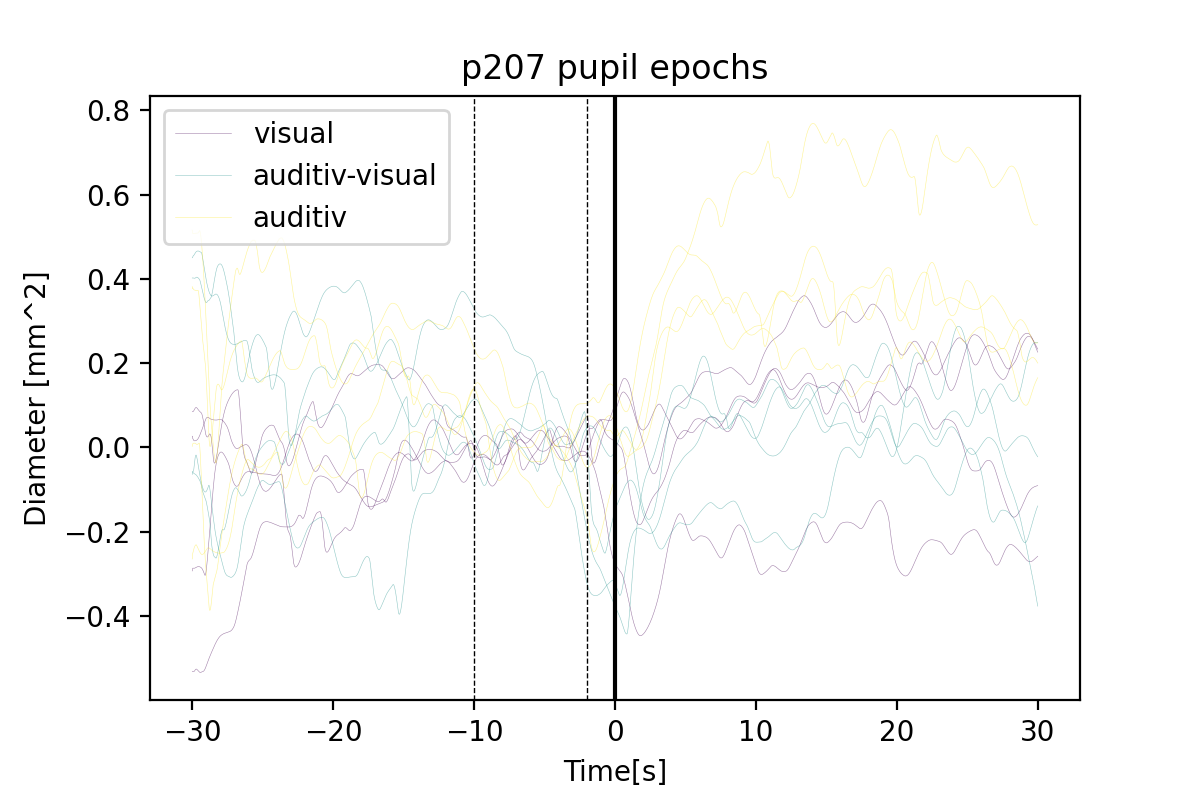 p207 pupil epochs
Diameter [mm^2]
0.8
0.6
0.4
0.2
0.0
−0.2
−0.4
visual
auditiv-visual
auditiv
−30
−20
−10
0
10
20
30
Time[s]